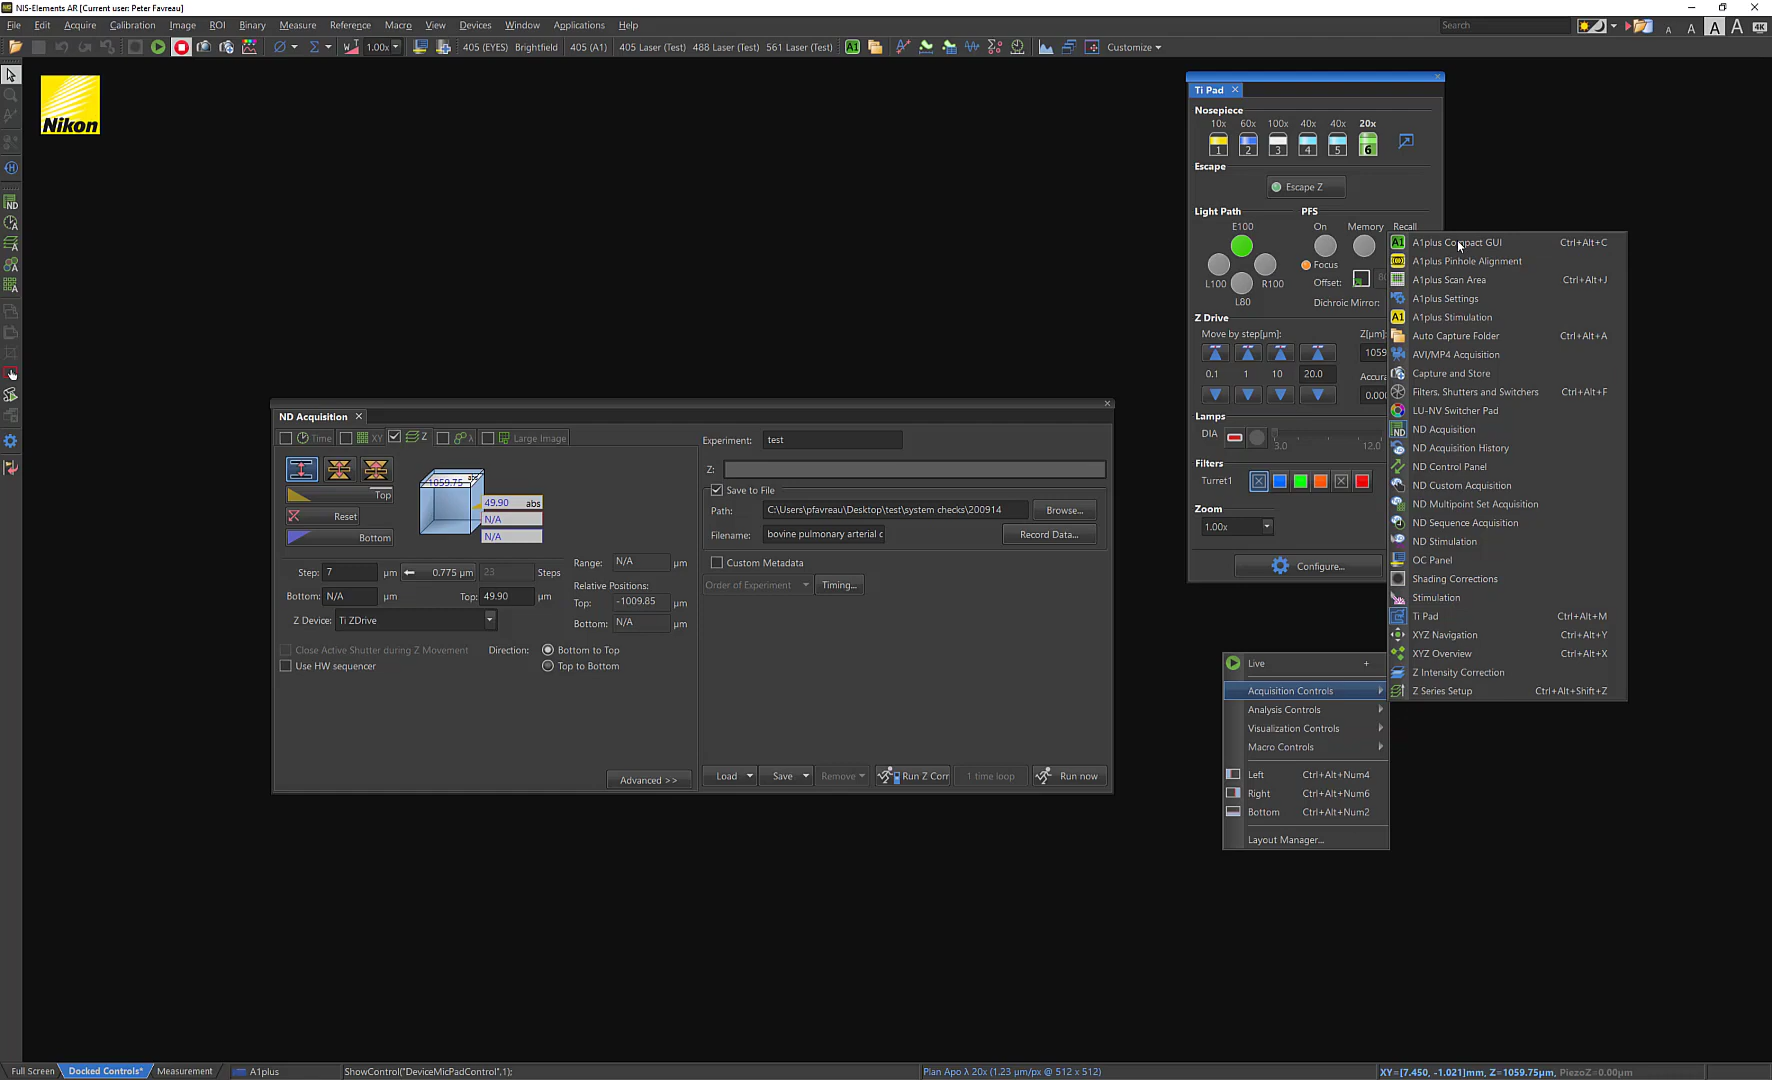 NIS-Elements AR [Current user: Peter Favreau]
File Edit Acquire Calibration Image ROI Binary Measure Reference Macro View Devices Window Applications Help
Search
1.00x 405 (EYES) Brightfield 405 (A1) 405 Laser (Test) 488 Laser (Test) 561 Laser (Test) A1 Customize
Nikon
Ti Pad
Nosepiece
10x 60x 100x 40x 40x 20x
1 2 3 4 5 6
Escape
Escape Z
Light Path PFS
E100 On Memory Recall
L100 R100 Focus
Offset:
L80 Dichroic Mirror:
Z Drive
Move by step[µm]: Z[µm]:
1059
0.1 1 10 20.0 Accura
0.00
Lamps
DIA 3.0 12.0
Filters
Turret1
Zoom
1.00x
Configure...
A1plus Compact GUI Ctrl+Alt+C
A1plus Pinhole Alignment
A1plus Scan Area Ctrl+Alt+J
A1plus Settings
A1plus Stimulation
Auto Capture Folder Ctrl+Alt+A
AVI/MP4 Acquisition
Capture and Store
Filters, Shutters and Switchers Ctrl+Alt+F
LU-NV Switcher Pad
ND Acquisition
ND Acquisition History
ND Control Panel
ND Custom Acquisition
ND Multipoint Set Acquisition
ND Sequence Acquisition
ND Stimulation
OC Panel
Shading Corrections
Stimulation
Ti Pad Ctrl+Alt+M
XYZ Navigation Ctrl+Alt+Y
XYZ Overview Ctrl+Alt+X
Z Intensity Correction
Z Series Setup Ctrl+Alt+Shift+Z
Live +
Acquisition Controls
Analysis Controls
Visualization Controls
Macro Controls
Left Ctrl+Alt+Num4
Right Ctrl+Alt+Num6
Bottom Ctrl+Alt+Num2
Layout Manager...
ND Acquisition
Time XY Z λ Large Image
Top
Reset
Bottom
1059.75 abs
49.90 abs
N/A
N/A
Step: 7 µm 0.775 µm 23 Steps
Bottom: N/A µm Top: 49.90 µm
Z Device: Ti ZDrive
Range: N/A µm
Relative Positions:
Top: -1009.85 µm
Bottom: N/A µm
Close Active Shutter during Z Movement Direction: Bottom to Top
Use HW sequencer Top to Bottom
Advanced >>
Experiment: test
Z:
Save to File
Path: C:\Users\pfavreau\Desktop\test\system checks\200914 Browse...
Filename: bovine pulmonary arterial c Record Data...
Custom Metadata
Order of Experiment Timing...
Load Save Remove Run Z Corr 1 time loop Run now
Full Screen Docked Controls* Measurement A1plus ShowControl("DeviceMicPadControl",1); Plan Apo λ 20x (1.23 µm/px @ 512 x 512) XY=[7.450, -1.021]mm, Z=1059.75µm, PiezoZ=0.00µm